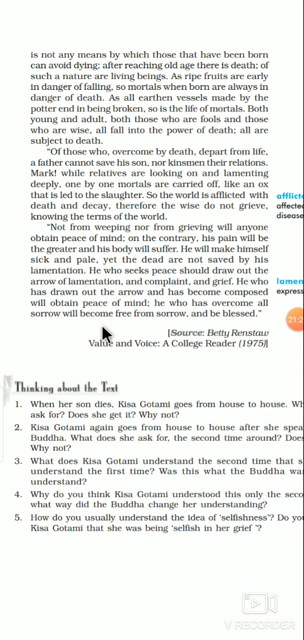 is not any means by which those that have been born
can avoid dying; after reaching old age there is death; of
such a nature are living beings. As ripe fruits are early
in danger of falling, so mortals when born are always in
danger of death. As all earthen vessels made by the
potter end in being broken, so is the life of mortals. Both
young and adult, both those who are fools and those
who are wise, all fall into the power of death; all are
subject to death.
"Of those who, overcome by death, depart from life,
a father cannot save his son, nor kinsmen their relations.
Mark! while relatives are looking on and lamenting
deeply, one by one mortals are carried off, like an ox
that is led to the slaughter. So the world is afflicted with
death and decay, therefore the wise do not grieve,
knowing the terms of the world.
"Not from weeping nor from grieving will anyone
obtain peace of mind; on the contrary, his pain will be
the greater and his body will suffer. He will make himself
sick and pale, yet the dead are not saved by his
lamentation. He who seeks peace should draw out the
arrow of lamentation, and complaint, and grief. He who
has drawn out the arrow and has become composed
will obtain peace of mind; he who has overcome all
sorrow will become free from sorrow, and be blessed."
[Source: Betty Renstaw
Value and Voice: A College Reader (1975)]
afflict
affecte
disease
lamen
express
21:2
Thinking about the Text
1. When her son dies, Kisa Gotami goes from house to house. W
ask for? Does she get it? Why not?
2. Kisa Gotami again goes from house to house after she spea
Buddha. What does she ask for, the second time around? Does
Why not?
3. What does Kisa Gotami understand the second time that s
understand the first time? Was this what the Buddha wa
understand?
4. Why do you think Kisa Gotami understood this only the seco
what way did the Buddha change her understanding?
5. How do you usually understand the idea of 'selfishness'? Do yo
Kisa Gotami that she was being 'selfish in her grief '?
V RECORDER